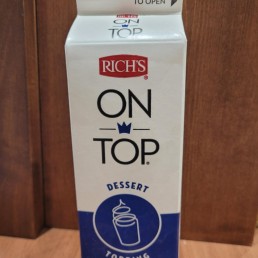 TO OPEN
RICH'S®
ON
TOP®
DESSERT
TOPPING